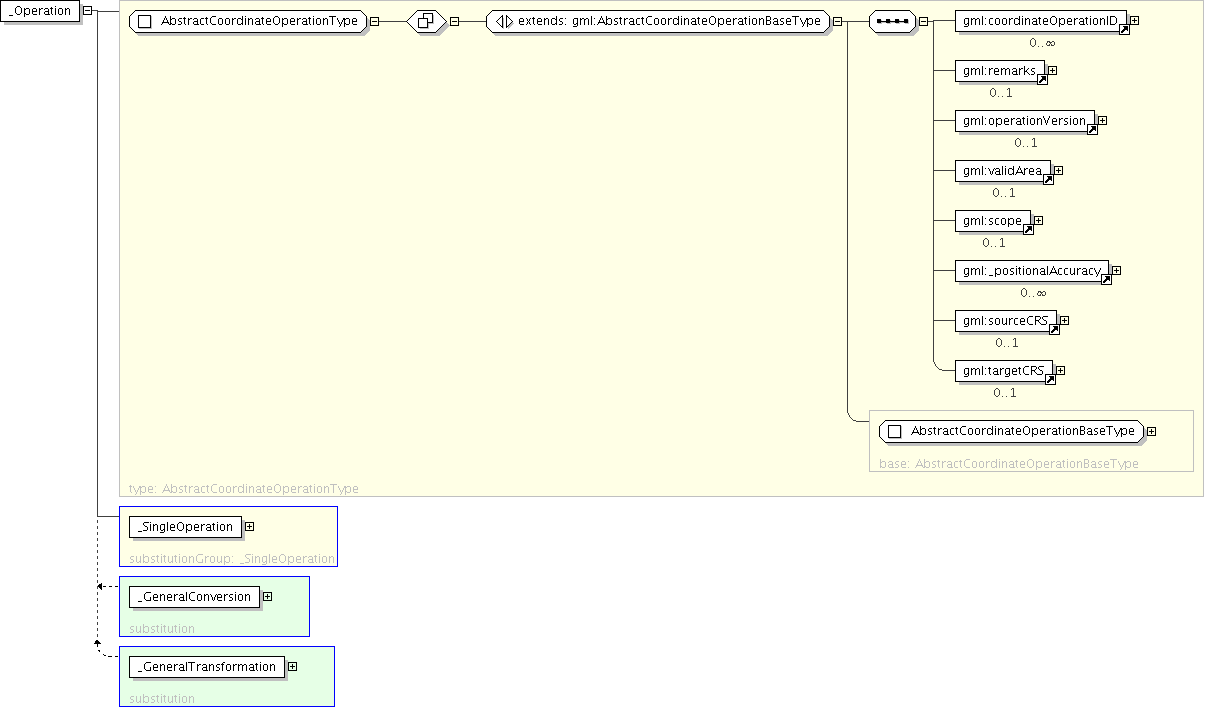 _Operation
AbstractCoordinateOperationType
extends: gml:AbstractCoordinateOperationBaseType
gml:coordinateOperationID
0..∞
gml:remarks
0..1
gml:operationVersion
0..1
gml:validArea
0..1
gml:scope
0..1
gml:_positionalAccuracy
0..∞
gml:sourceCRS
0..1
gml:targetCRS
0..1
AbstractCoordinateOperationBaseType
base: AbstractCoordinateOperationBaseType
type: AbstractCoordinateOperationType
_SingleOperation
substitutionGroup: _SingleOperation
_GeneralConversion
substitution
_GeneralTransformation
substitution